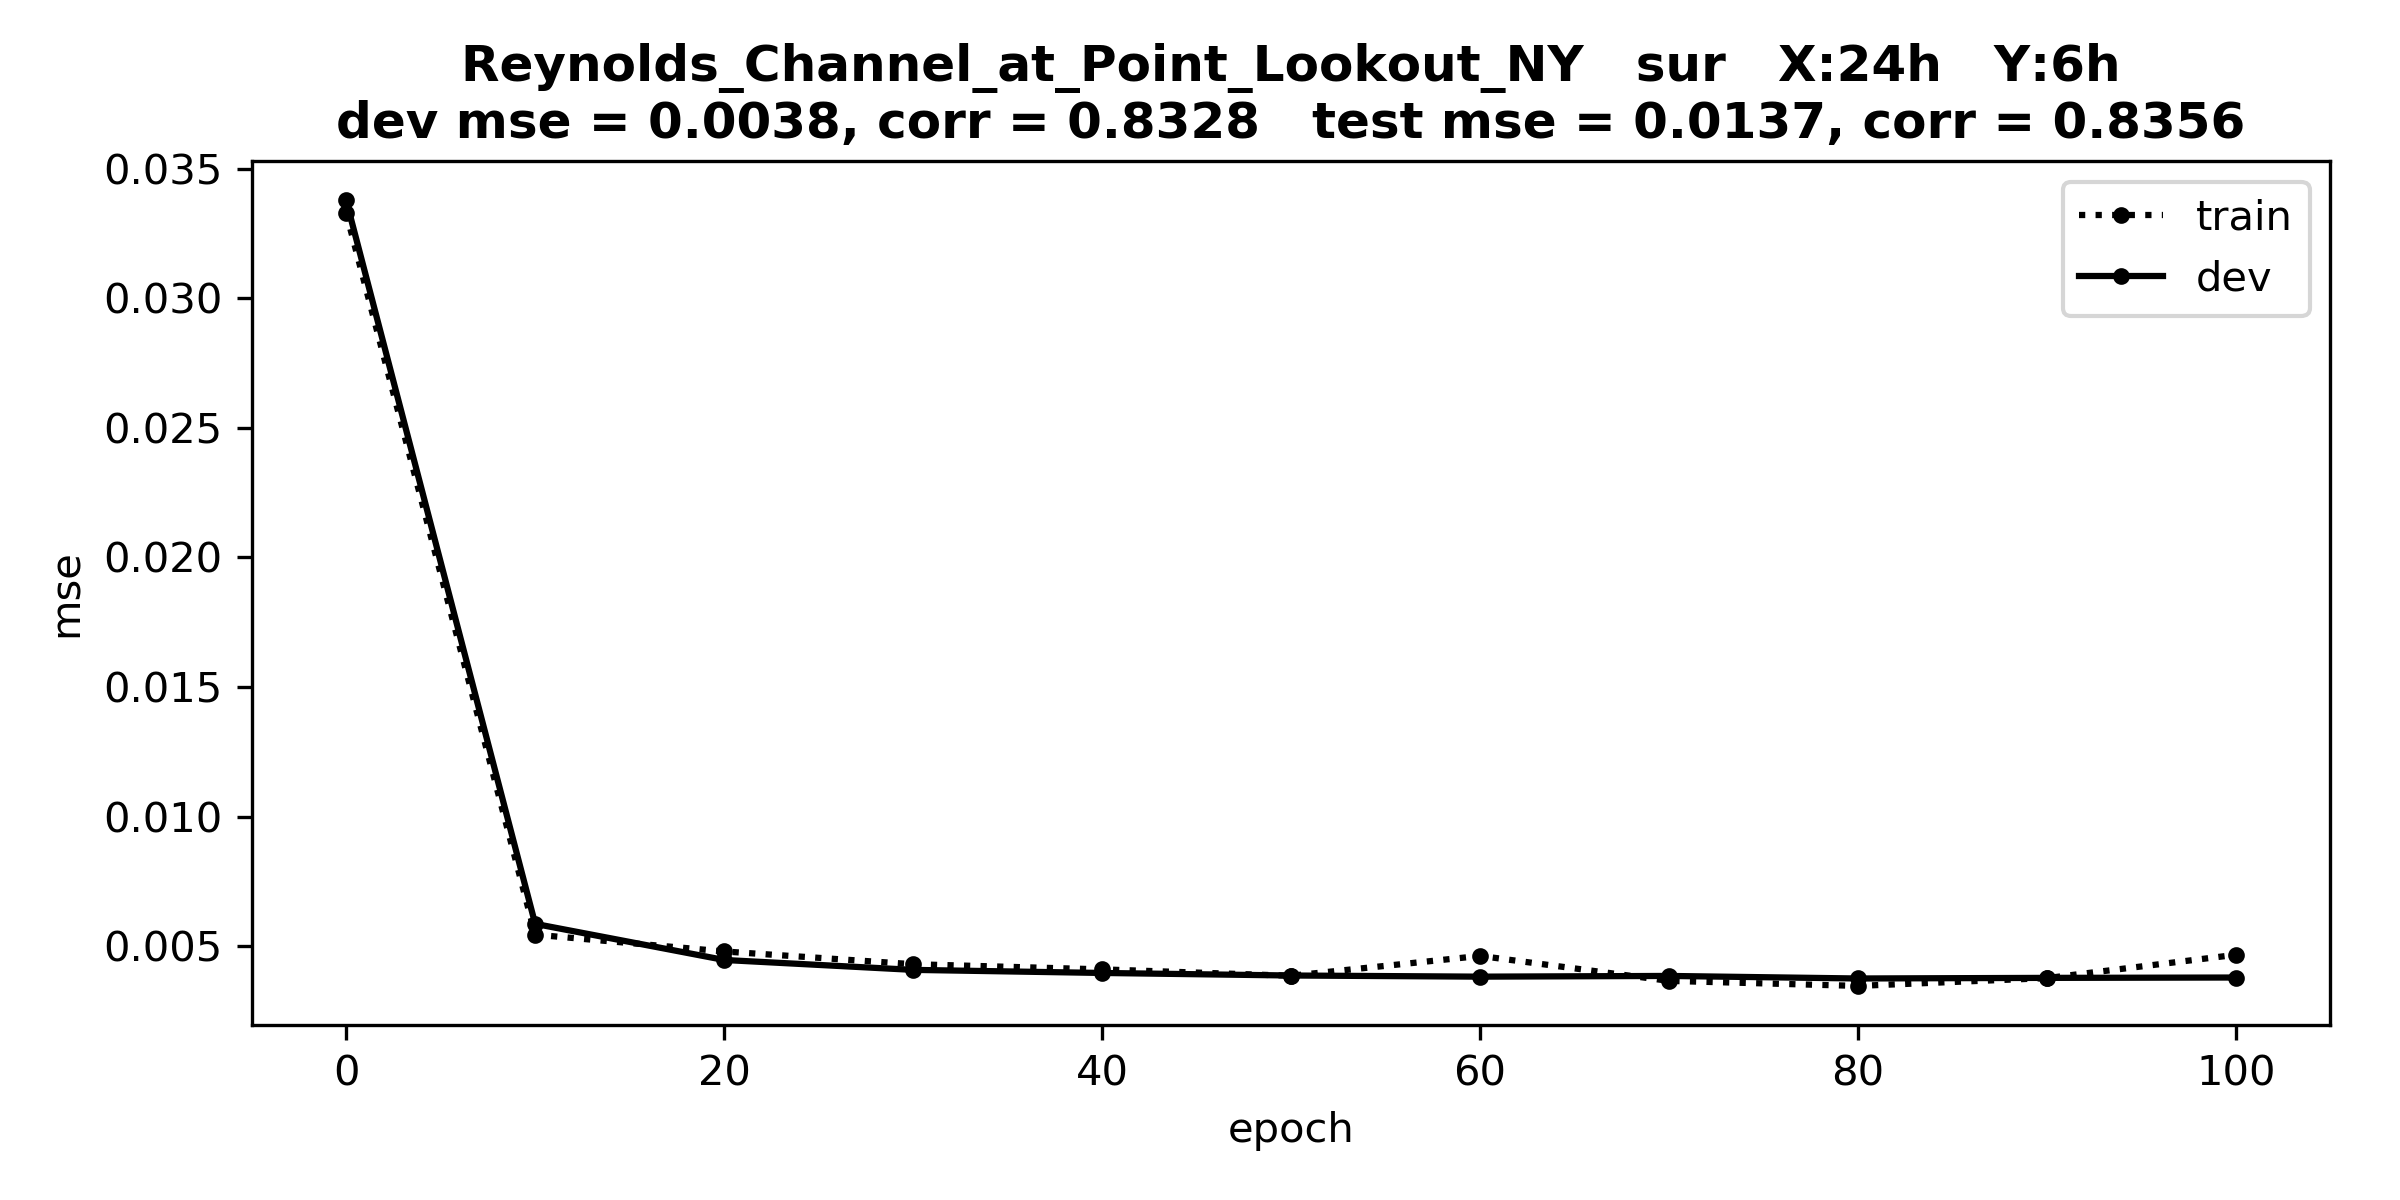 Reynolds_Channel_at_Point_Lookout_NY   sur   X:24h   Y:6h
dev mse = 0.0038, corr = 0.8328   test mse = 0.0137, corr = 0.8356
0.035
train
dev
0.030
0.025
0.020
mse
0.015
0.010
0.005
0 20 40 60 80 100
epoch